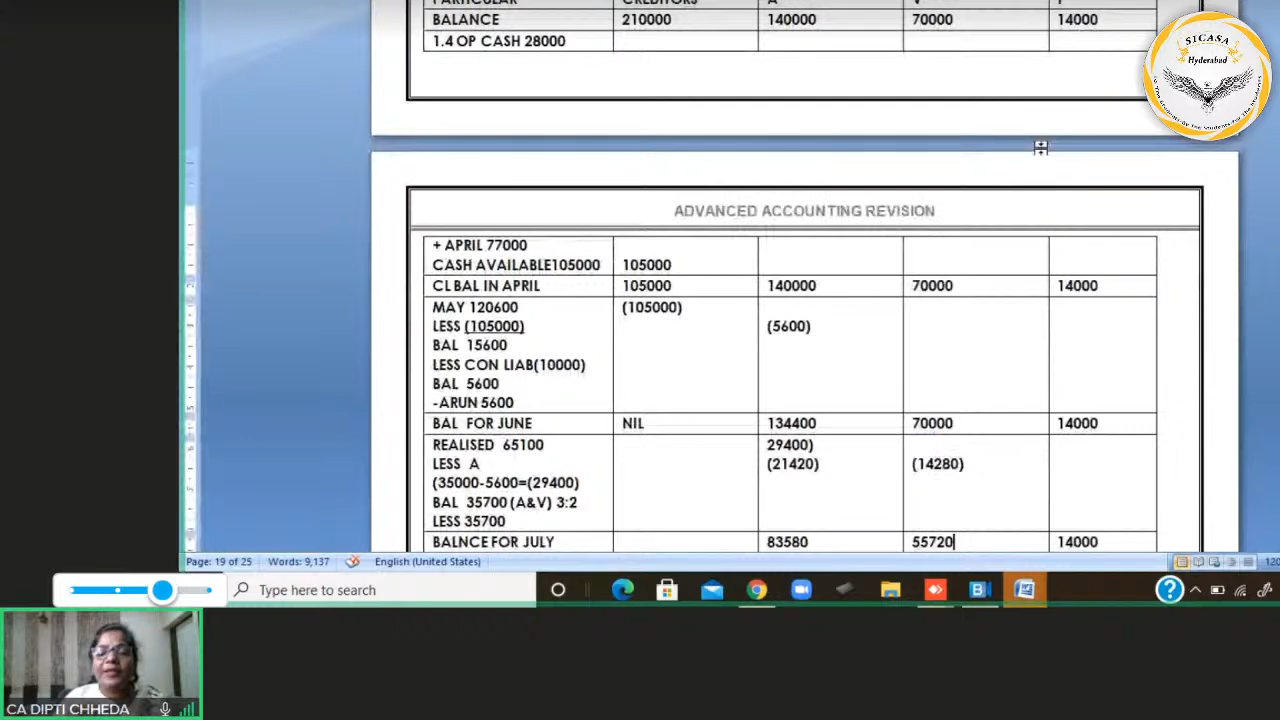 PARTICULAR CREDITORS A V P
BALANCE 210000 140000 70000 14000
1.4 OP CASH 28000
SICASA
Hyderabad
ADVANCED ACCOUNTING REVISION
+ APRIL 77000
CASH AVAILABLE105000 105000
CL BAL IN APRIL 105000 140000 70000 14000
MAY 120600 (105000)
LESS (105000) (5600)
BAL 15600
LESS CON LIAB(10000)
BAL 5600
-ARUN 5600
BAL FOR JUNE NIL 134400 70000 14000
REALISED 65100 29400)
LESS A (21420) (14280)
(35000-5600=(29400)
BAL 35700 (A&V) 3:2
LESS 35700
BALNCE FOR JULY 83580 55720 14000
Page: 19 of 25 Words: 9,137 English (United States) 120
Type here to search
CA DIPTI CHHEDA